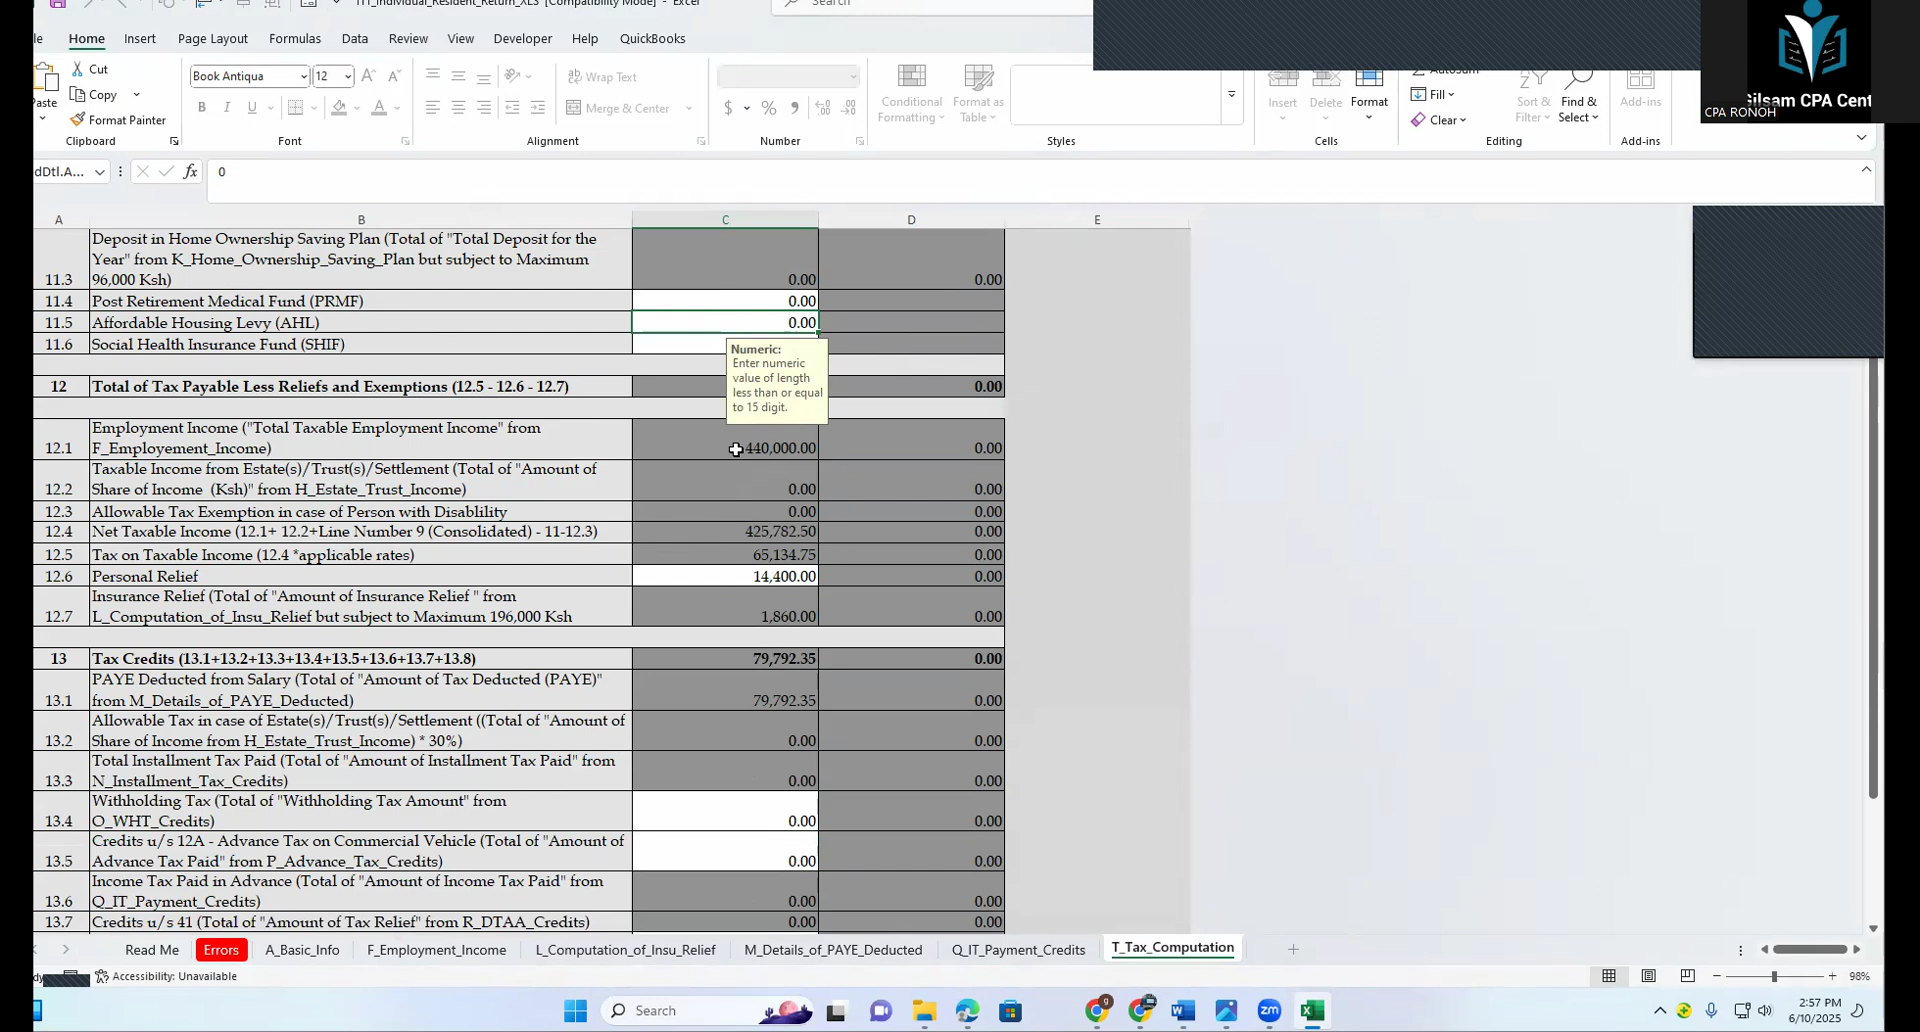 IT1_Individual_Resident_Return_XLS [Compatibility Mode] - Excel
Search
Home Insert Page Layout Formulas Data Review View Developer Help QuickBooks
Cut
Copy
Format Painter
Clipboard
Book Antiqua 12
B I U
Font
Wrap Text
Merge & Center
Alignment
Number
Conditional Formatting
Format as Table
Styles
Insert Delete Format
Cells
AutoSum
Fill
Clear
Sort & Filter
Find & Select
Editing
Add-ins
Add-ins
Gilsam CPA Cent
CPA RONOH
dDtl.A...
fx
0
A B C D E
Deposit in Home Ownership Saving Plan (Total of "Total Deposit for the
Year" from K_Home_Ownership_Saving_Plan but subject to Maximum
11.3 96,000 Ksh) 0.00 0.00
11.4 Post Retirement Medical Fund (PRMF) 0.00
11.5 Affordable Housing Levy (AHL) 0.00
11.6 Social Health Insurance Fund (SHIF)
Numeric:
Enter numeric
value of length
less than or equal
to 15 digit.
12 Total of Tax Payable Less Reliefs and Exemptions (12.5 - 12.6 - 12.7) 0.00
Employment Income ("Total Taxable Employment Income" from
12.1 F_Employement_Income) 440,000.00 0.00
Taxable Income from Estate(s)/Trust(s)/Settlement (Total of "Amount of
12.2 Share of Income (Ksh)" from H_Estate_Trust_Income) 0.00 0.00
12.3 Allowable Tax Exemption in case of Person with Disablility 0.00 0.00
12.4 Net Taxable Income (12.1+ 12.2+Line Number 9 (Consolidated) - 11-12.3) 425,782.50 0.00
12.5 Tax on Taxable Income (12.4 *applicable rates) 65,134.75 0.00
12.6 Personal Relief 14,400.00 0.00
Insurance Relief (Total of "Amount of Insurance Relief " from
12.7 L_Computation_of_Insu_Relief but subject to Maximum 196,000 Ksh 1,860.00 0.00
13 Tax Credits (13.1+13.2+13.3+13.4+13.5+13.6+13.7+13.8) 79,792.35 0.00
PAYE Deducted from Salary (Total of "Amount of Tax Deducted (PAYE)"
13.1 from M_Details_of_PAYE_Deducted) 79,792.35 0.00
Allowable Tax in case of Estate(s)/Trust(s)/Settlement ((Total of "Amount of
13.2 Share of Income from H_Estate_Trust_Income) * 30%) 0.00 0.00
Total Installment Tax Paid (Total of "Amount of Installment Tax Paid" from
13.3 N_Installment_Tax_Credits) 0.00 0.00
Withholding Tax (Total of "Withholding Tax Amount" from
13.4 O_WHT_Credits) 0.00 0.00
Credits u/s 12A - Advance Tax on Commercial Vehicle (Total of "Amount of
13.5 Advance Tax Paid" from P_Advance_Tax_Credits) 0.00 0.00
Income Tax Paid in Advance (Total of "Amount of Income Tax Paid" from
13.6 Q_IT_Payment_Credits) 0.00 0.00
13.7 Credits u/s 41 (Total of "Amount of Tax Relief" from R_DTAA_Credits) 0.00 0.00
Read Me Errors A_Basic_Info F_Employment_Income L_Computation_of_Insu_Relief M_Details_of_PAYE_Deducted Q_IT_Payment_Credits T_Tax_Computation
Accessibility: Unavailable
98%
Search
2:57 PM
6/10/2025